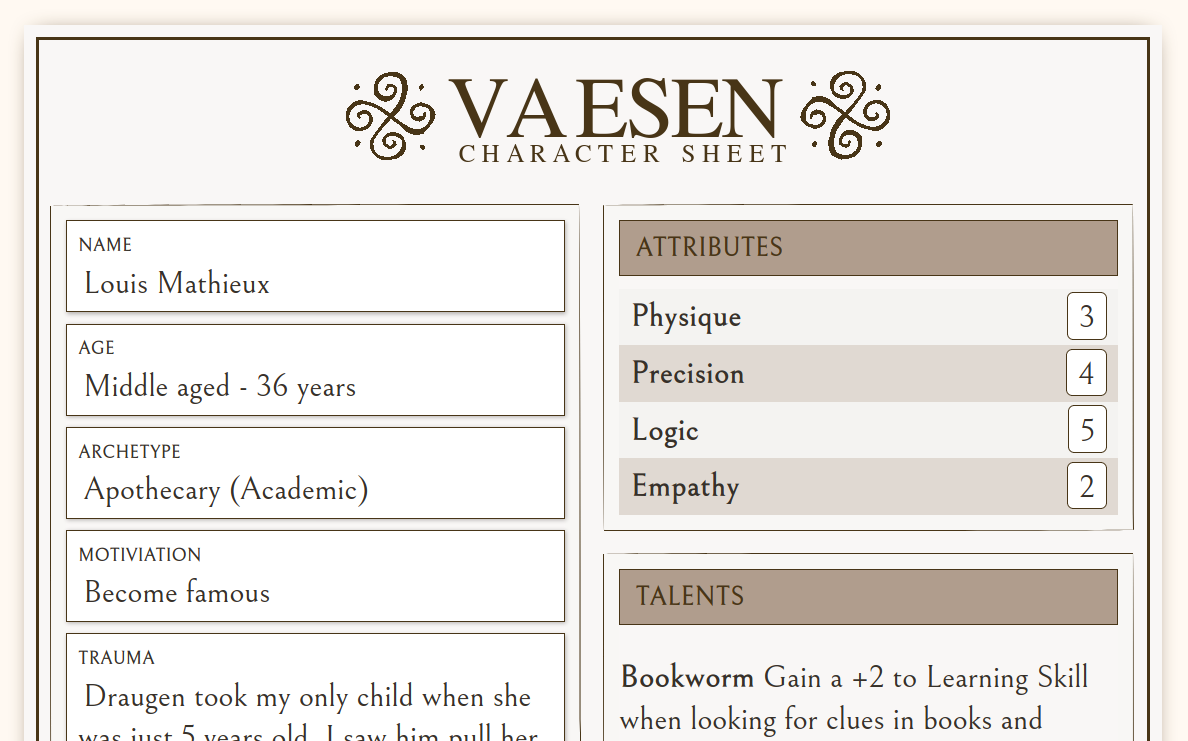 VAESEN
CHARACTER SHEET
NAME
Louis Mathieux
AGE
Middle aged - 36 years
ARCHETYPE
Apothecary (Academic)
MOTIVIATION
Become famous
TRAUMA
Draugen took my only child when she
was just 5 years old. I saw him pull her
ATTRIBUTES
Physique 3
Precision 4
Logic 5
Empathy 2
TALENTS
Bookworm Gain a +2 to Learning Skill
when looking for clues in books and